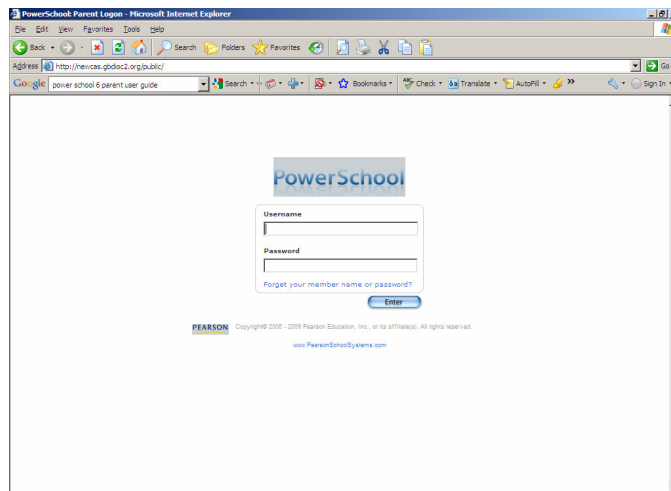 PowerSchool Parent Logon - Microsoft Internet Explorer
File Edit View Favorites Tools Help
Back Search Folders Favorites
Address http://newcas.gbdioc2.org/public/ Go
Google power school 6 parent user guide Search Bookmarks Check Translate AutoFill Sign In
PowerSchool
Username
Password
Forget your member name or password?
Enter
PEARSON Copyright© 2005 - 2009 Pearson Education, Inc., or its affiliate(s). All rights reserved.
www.PearsonSchoolSystems.com